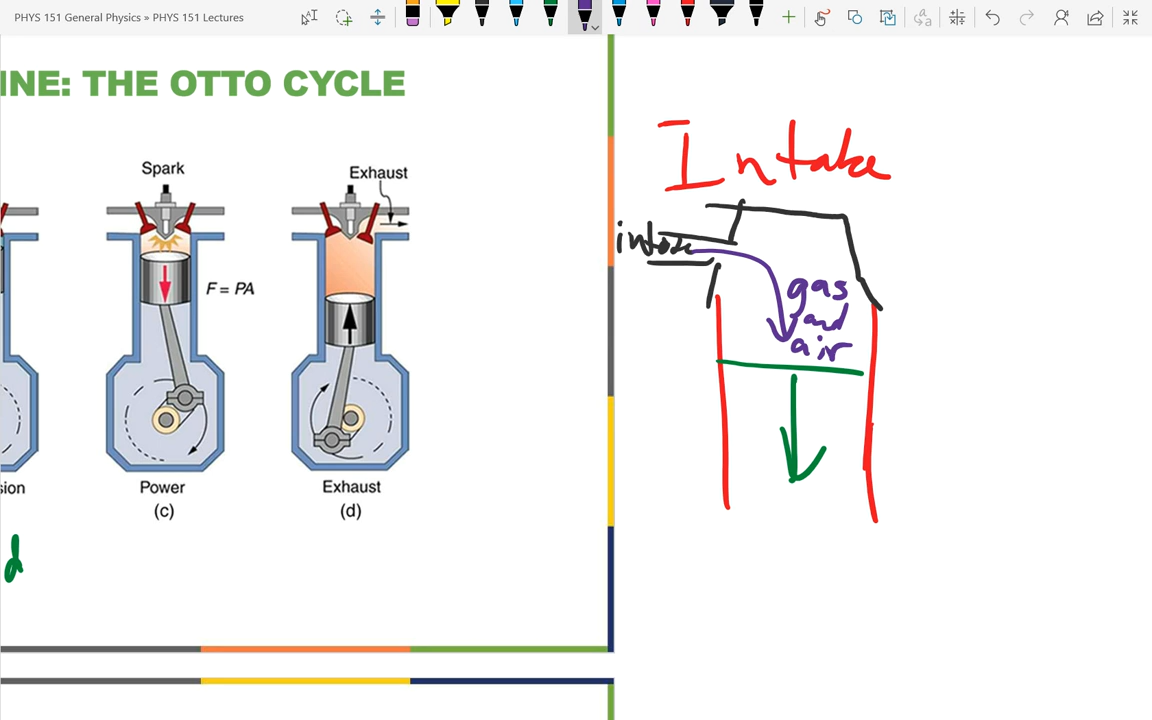 PHYS 151 General Physics » PHYS 151 Lectures
INE: THE OTTO CYCLE
Spark
Exhaust
F = PA
sion
Power
Exhaust
(c)
(d)
d
Intake
intake
gas
and
air